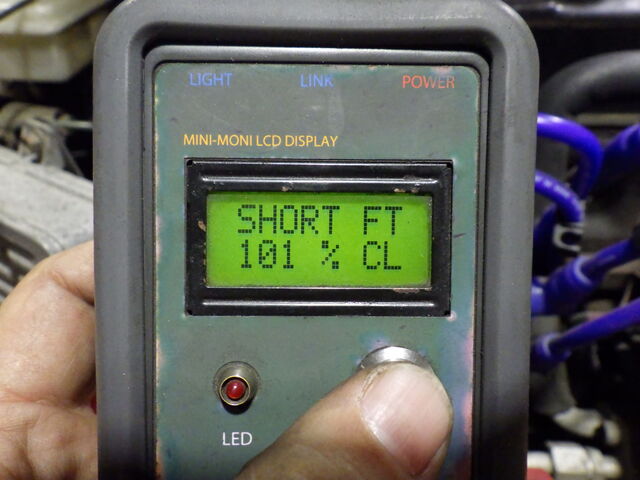 LIGHT LINK POWER
MINI-MONI LCD DISPLAY
SHORT FT
101 % CL
LED